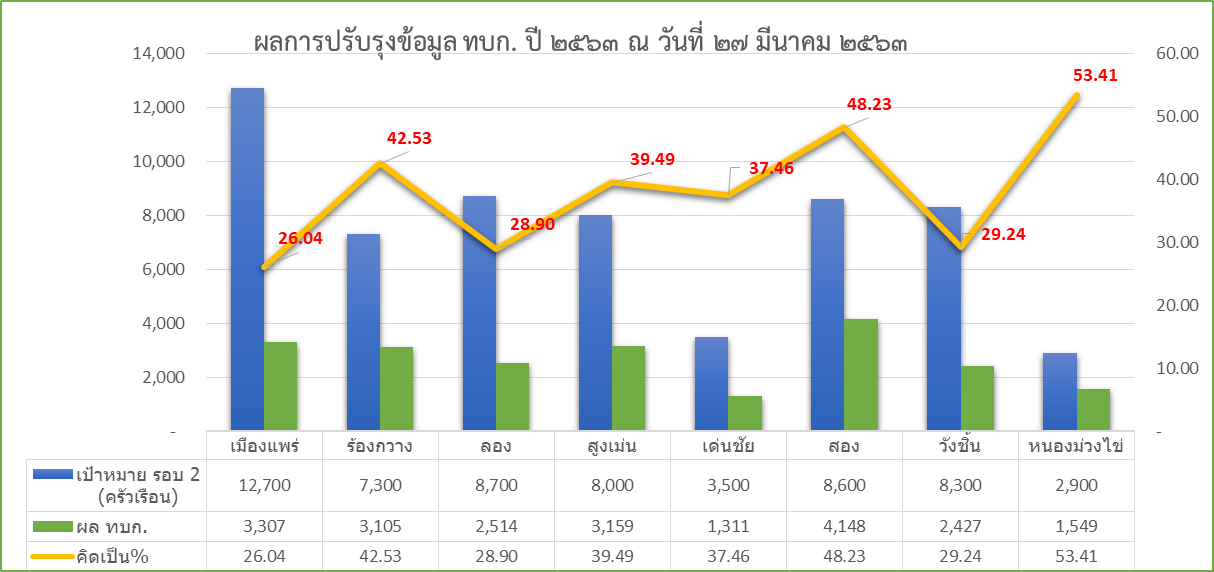 ผลการปรับรุงข้อมูล ทบก. ปี ๒๕๖๓ ณ วันที่ ๒๗ มีนาคม ๒๕๖๓
14,000 60.00
12,000 50.00
10,000 40.00
8,000 30.00
6,000 20.00
4,000 10.00
2,000 -
-
26.04 42.53 28.90 39.49 37.46 48.23 29.24 53.41
เมืองแพร่ ร้องกวาง ลอง สูงเม่น เด่นชัย สอง วังชิ้น หนองม่วงไข่
เป้าหมาย รอบ 2
(ครัวเรือน) 12,700 7,300 8,700 8,000 3,500 8,600 8,300 2,900
ผล ทบก. 3,307 3,105 2,514 3,159 1,311 4,148 2,427 1,549
คิดเป็น% 26.04 42.53 28.90 39.49 37.46 48.23 29.24 53.41